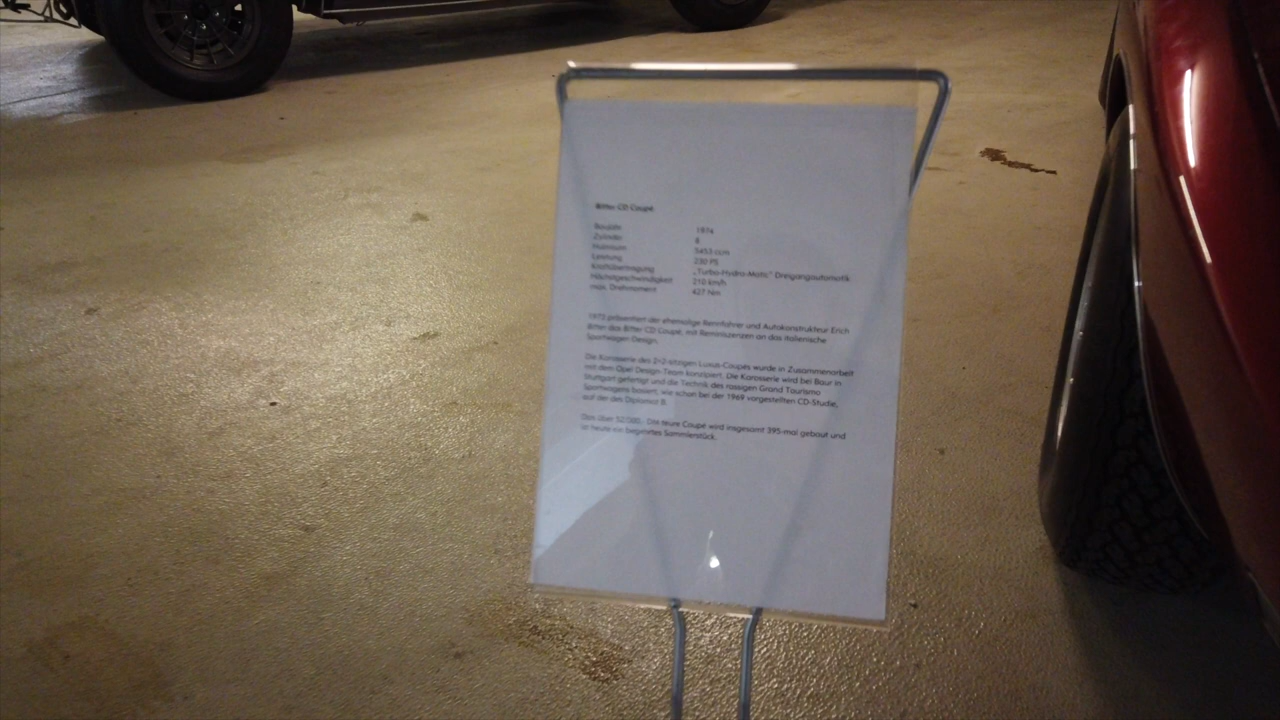 Bitter CD Coupé
Baujahr 1974
Zylinder 8
Hubraum 5453 ccm
Leistung 230 PS
Kraftübertragung „Turbo-Hydra-Matic" Dreigangautomatik
Höchstgeschwindigkeit 210 km/h
max. Drehmoment 427 Nm
1973 präsentiert der ehemalige Rennfahrer und Autokonstrukteur Erich
Bitter das Bitter CD Coupé, mit Reminiszenzen an das italienische
Sportwagen Design.
Die Karosserie des 2+2-sitzigen Luxus-Coupés wurde in Zusammenarbeit
mit dem Opel Design-Team konzipiert. Die Karosserie wird bei Baur in
Stuttgart gefertigt und die Technik des rassigen Grand Tourismo
Sportwagens basiert, wie schon bei der 1969 vorgestellten CD-Studie,
auf der des Diplomat B.
Das über 52.000,- DM teure Coupé wird insgesamt 395-mal gebaut und
ist heute ein begehrtes Sammlerstück.